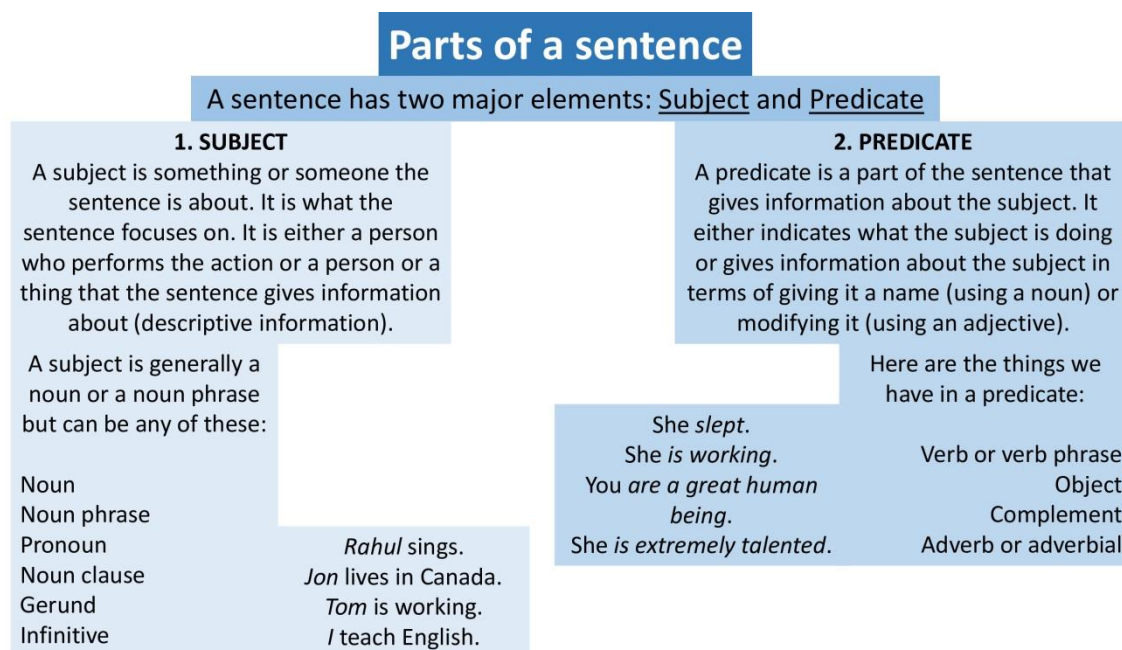 Parts of a sentence
A sentence has two major elements: Subject and Predicate
1. SUBJECT
A subject is something or someone the
sentence is about. It is what the
sentence focuses on. It is either a person
who performs the action or a person or a
thing that the sentence gives information
about (descriptive information).
A subject is generally a
noun or a noun phrase
but can be any of these:
Noun
Noun phrase
Pronoun
Noun clause
Gerund
Infinitive
Rahul sings.
Jon lives in Canada.
Tom is working.
I teach English.
2. PREDICATE
A predicate is a part of the sentence that
gives information about the subject. It
either indicates what the subject is doing
or gives information about the subject in
terms of giving it a name (using a noun) or
modifying it (using an adjective).
Here are the things we
have in a predicate:
Verb or verb phrase
Object
Complement
Adverb or adverbial
She slept.
She is working.
You are a great human
being.
She is extremely talented.